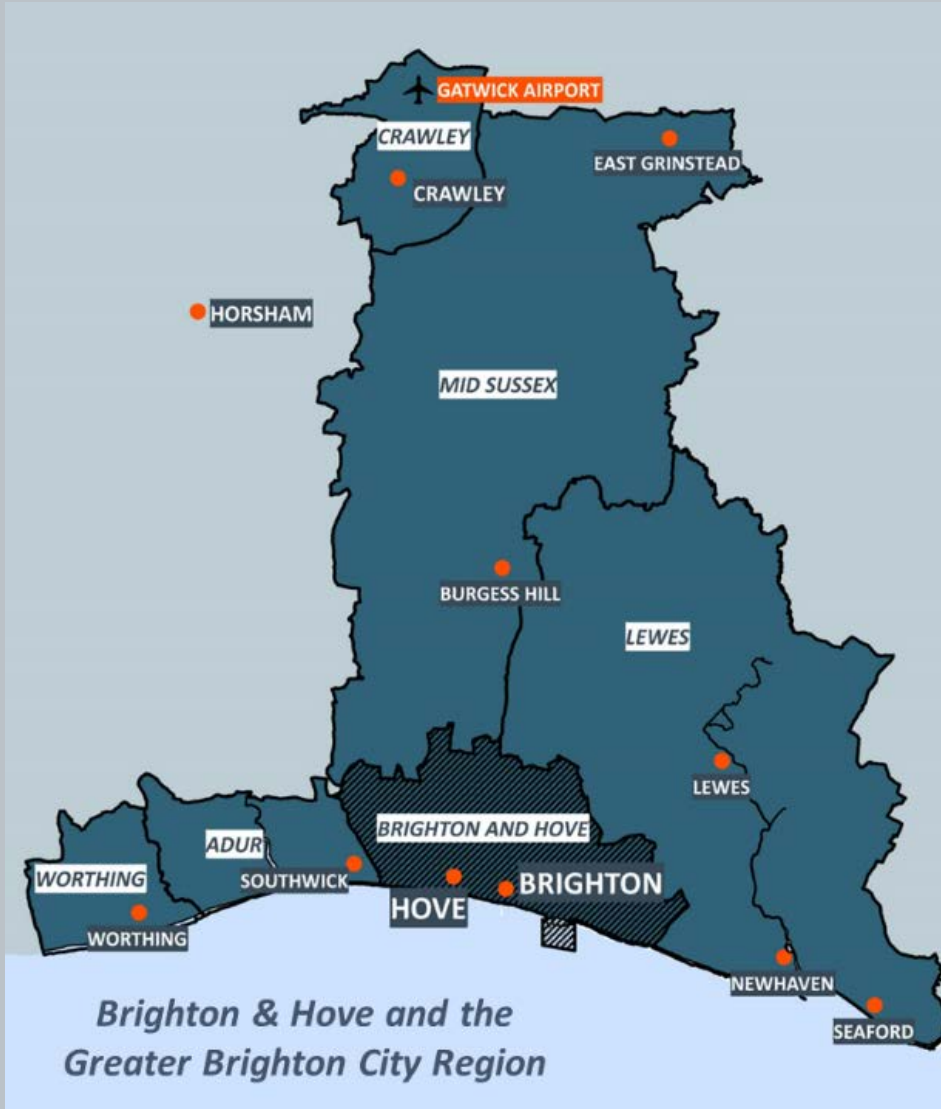 GATWICK AIRPORT
CRAWLEY
EAST GRINSTEAD
CRAWLEY
HORSHAM
MID SUSSEX
BURGESS HILL
LEWES
LEWES
BRIGHTON AND HOVE
ADUR
WORTHING
SOUTHWICK
BRIGHTON
HOVE
WORTHING
NEWHAVEN
SEAFORD
Brighton & Hove and the
Greater Brighton City Region